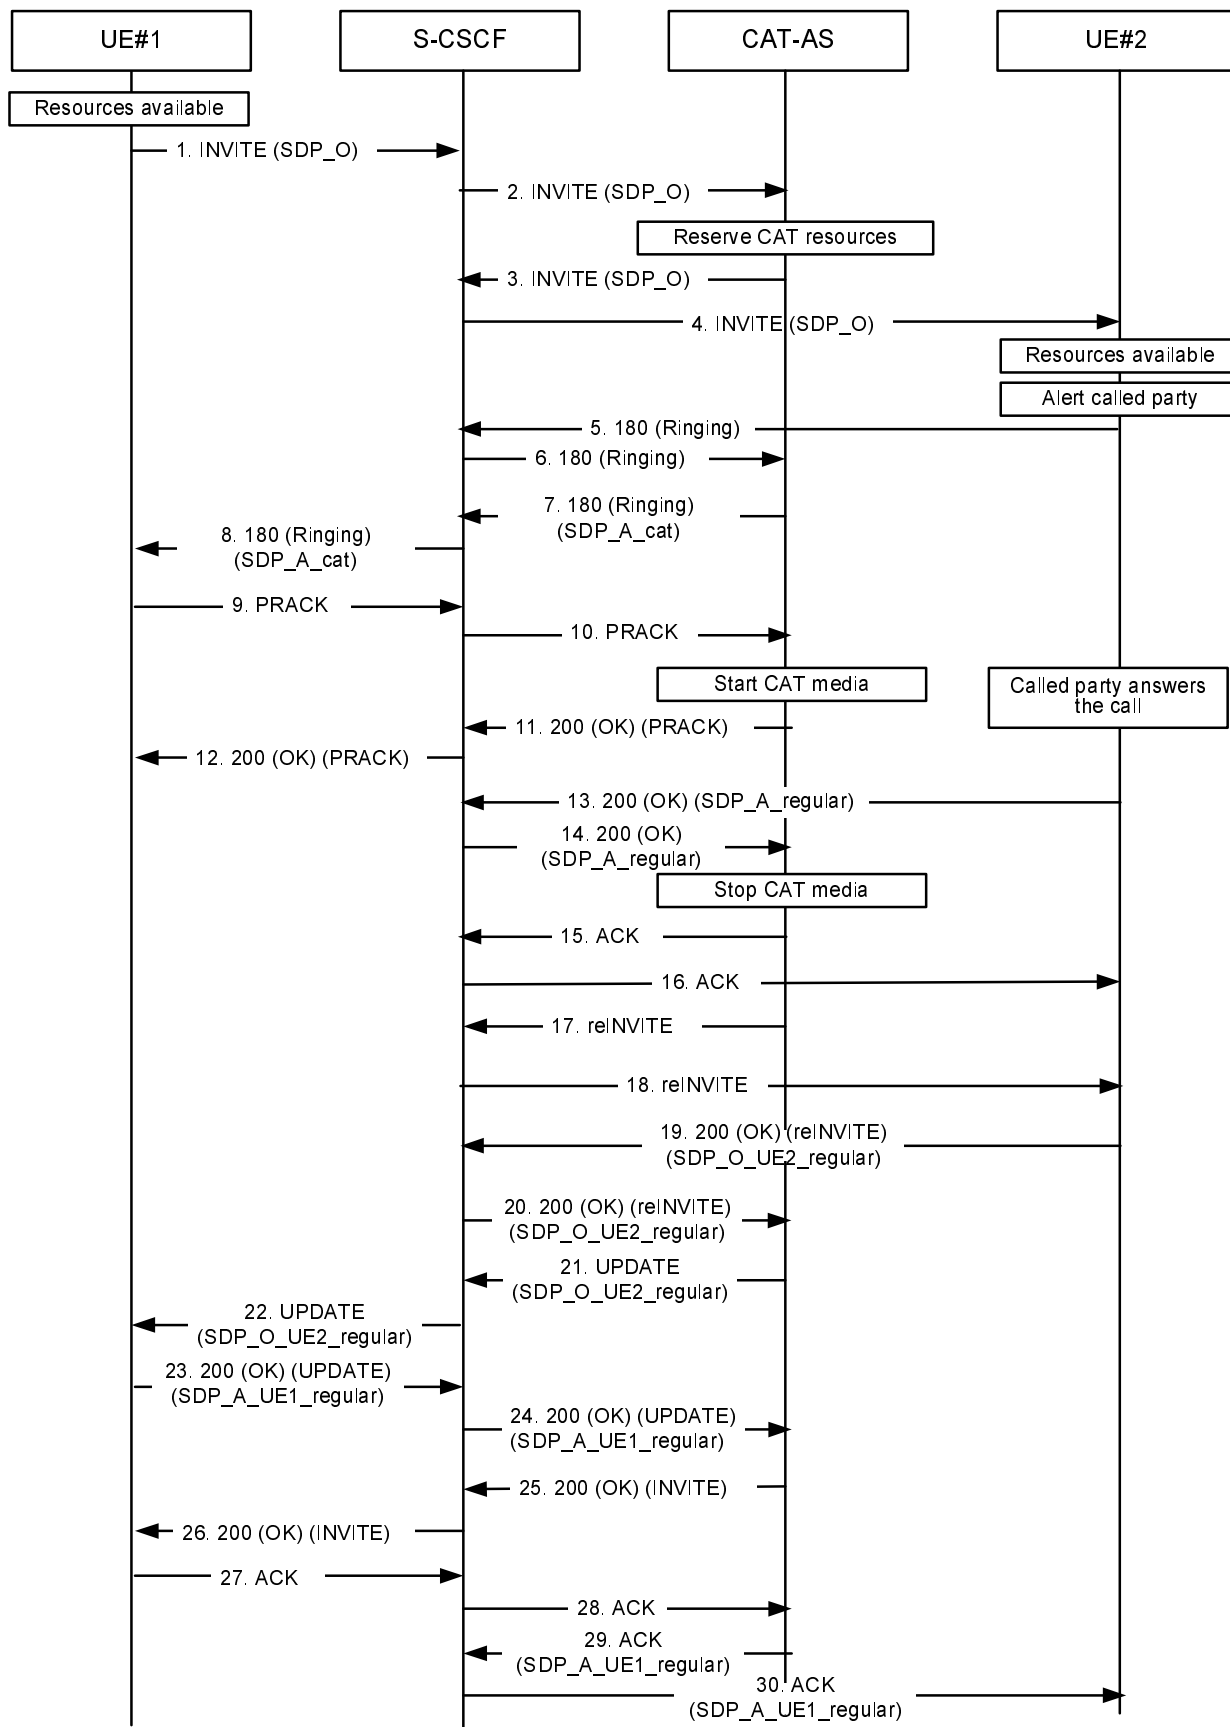 UE#1
S-CSCF
CAT-AS
UE#2
Resources available
1. INVITE (SDP_O)
2. INVITE (SDP_O)
Reserve CAT resources
3. INVITE (SDP_O)
4. INVITE (SDP_O)
Resources available
Alert called party
5. 180 (Ringing)
6. 180 (Ringing)
7. 180 (Ringing)
(SDP_A_cat)
8. 180 (Ringing)
(SDP_A_cat)
9. PRACK
10. PRACK
Start CAT media
Called party answers
the call
11. 200 (OK) (PRACK)
12. 200 (OK) (PRACK)
13. 200 (OK) (SDP_A_regular)
14. 200 (OK)
(SDP_A_regular)
Stop CAT media
15. ACK
16. ACK
17. reINVITE
18. reINVITE
19. 200 (OK) (reINVITE)
(SDP_O_UE2_regular)
20. 200 (OK) (reINVITE)
(SDP_O_UE2_regular)
21. UPDATE
(SDP_O_UE2_regular)
22. UPDATE
(SDP_O_UE2_regular)
23. 200 (OK) (UPDATE)
(SDP_A_UE1_regular)
24. 200 (OK) (UPDATE)
(SDP_A_UE1_regular)
25. 200 (OK) (INVITE)
26. 200 (OK) (INVITE)
27. ACK
28. ACK
29. ACK
(SDP_A_UE1_regular)
30. ACK
(SDP_A_UE1_regular)